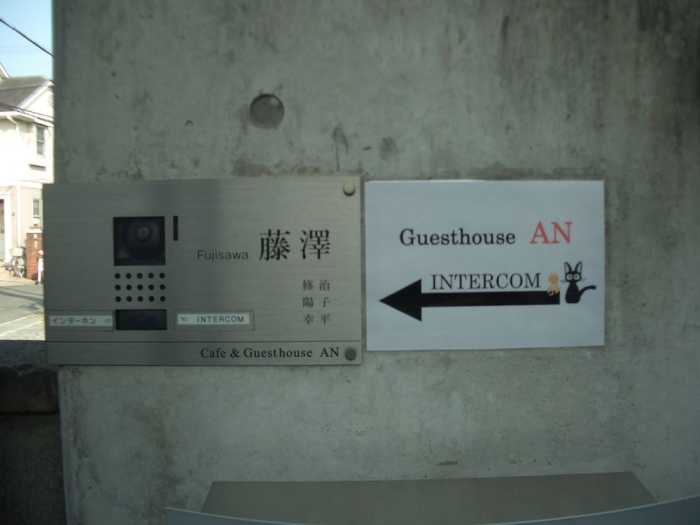 Fujisawa 藤澤
修治
陽子
幸平
インターホン
INTERCOM
Cafe & Guesthouse AN
Guesthouse AN
INTERCOM